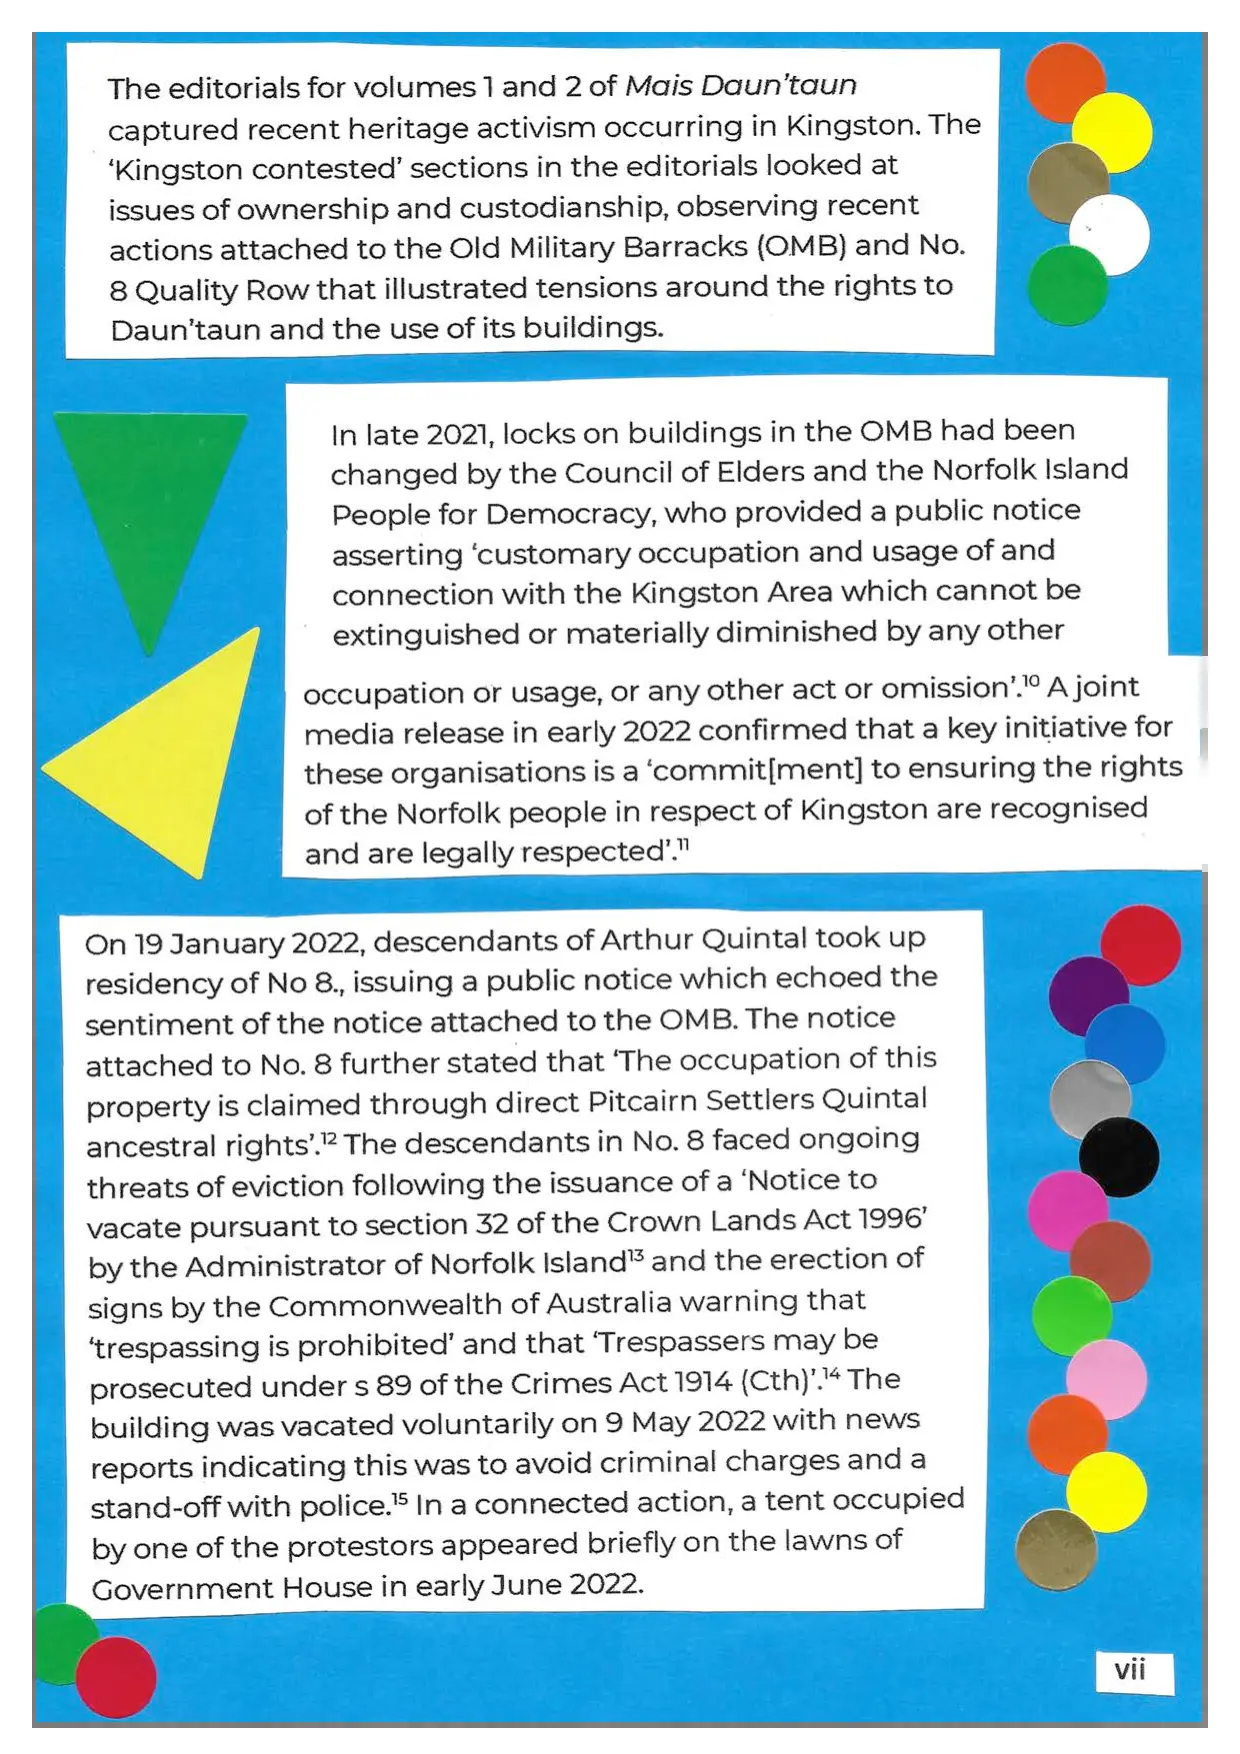 The editorials for volumes 1 and 2 of Mais Daun'taun
captured recent heritage activism occurring in Kingston. The
‘Kingston contested’ sections in the editorials looked at
issues of ownership and custodianship, observing recent
actions attached to the Old Military Barracks (OMB) and No.
8 Quality Row that illustrated tensions around the rights to
Daun'taun and the use of its buildings.
In late 2021, locks on buildings in the OMB had been
changed by the Council of Elders and the Norfolk Island
People for Democracy, who provided a public notice
asserting ‘customary occupation and usage of and
connection with the Kingston Area which cannot be
extinguished or materially diminished by any other
occupation or usage, or any other act or omission’.¹⁰ A joint
media release in early 2022 confirmed that a key initiative for
these organisations is a ‘commit[ment] to ensuring the rights
of the Norfolk people in respect of Kingston are recognised
and are legally respected’.¹¹
On 19 January 2022, descendants of Arthur Quintal took up
residency of No 8., issuing a public notice which echoed the
sentiment of the notice attached to the OMB. The notice
attached to No. 8 further stated that ‘The occupation of this
property is claimed through direct Pitcairn Settlers Quintal
ancestral rights’.¹² The descendants in No. 8 faced ongoing
threats of eviction following the issuance of a ‘Notice to
vacate pursuant to section 32 of the Crown Lands Act 1996’
by the Administrator of Norfolk Island¹³ and the erection of
signs by the Commonwealth of Australia warning that
‘trespassing is prohibited’ and that ‘Trespassers may be
prosecuted under s 89 of the Crimes Act 1914 (Cth)’.¹⁴ The
building was vacated voluntarily on 9 May 2022 with news
reports indicating this was to avoid criminal charges and a
stand-off with police.¹⁵ In a connected action, a tent occupied
by one of the protestors appeared briefly on the lawns of
Government House in early June 2022.
vii